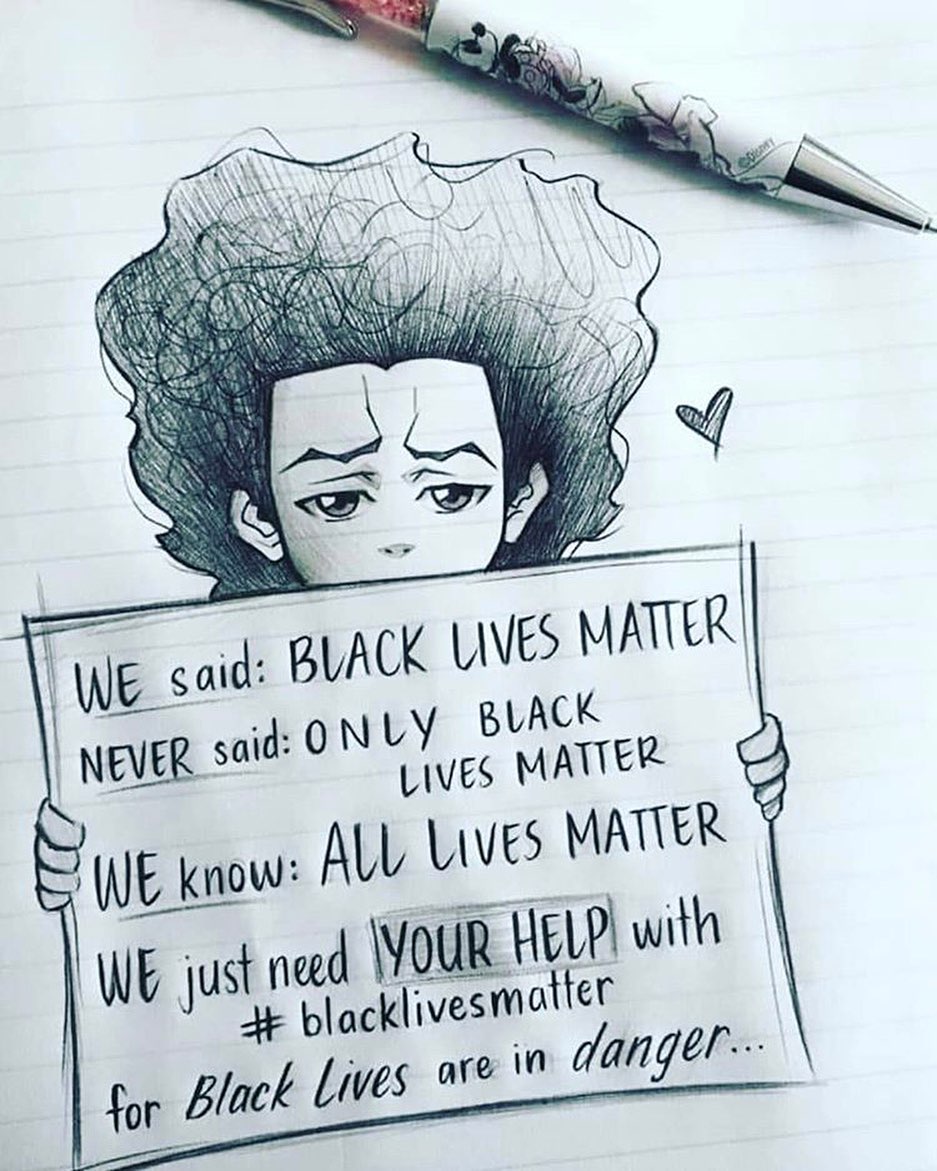 ©Disney
WE said: BLACK LIVES MATTER
NEVER said: ONLY BLACK
LIVES MATTER
WE know: ALL LIVES MATTER
WE just need YOUR HELP with
# blacklivesmatter
for Black Lives are in danger...